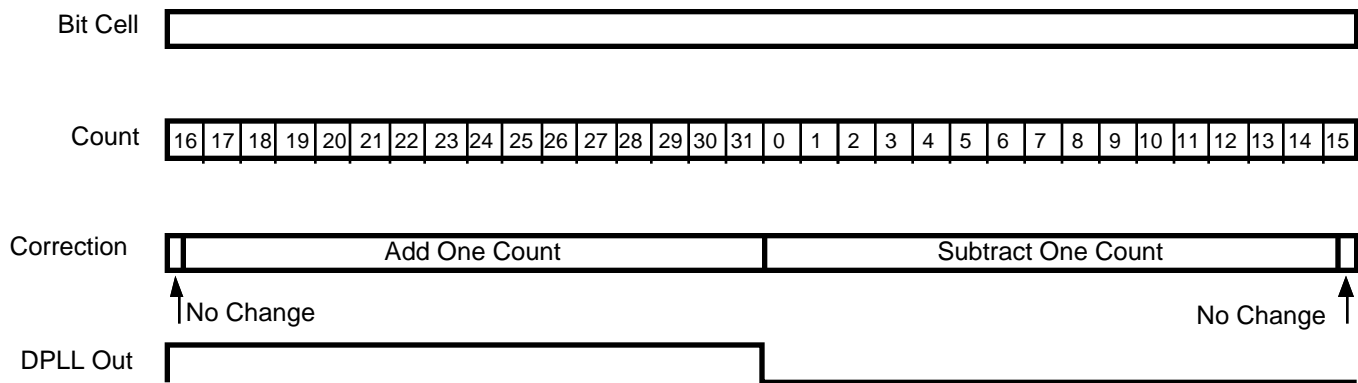 Bit Cell
Count 16 17 18 19 20 21 22 23 24 25 26 27 28 29 30 31 0 1 2 3 4 5 6 7 8 9 10 11 12 13 14 15
Correction Add One Count Subtract One Count
No Change No Change
DPLL Out